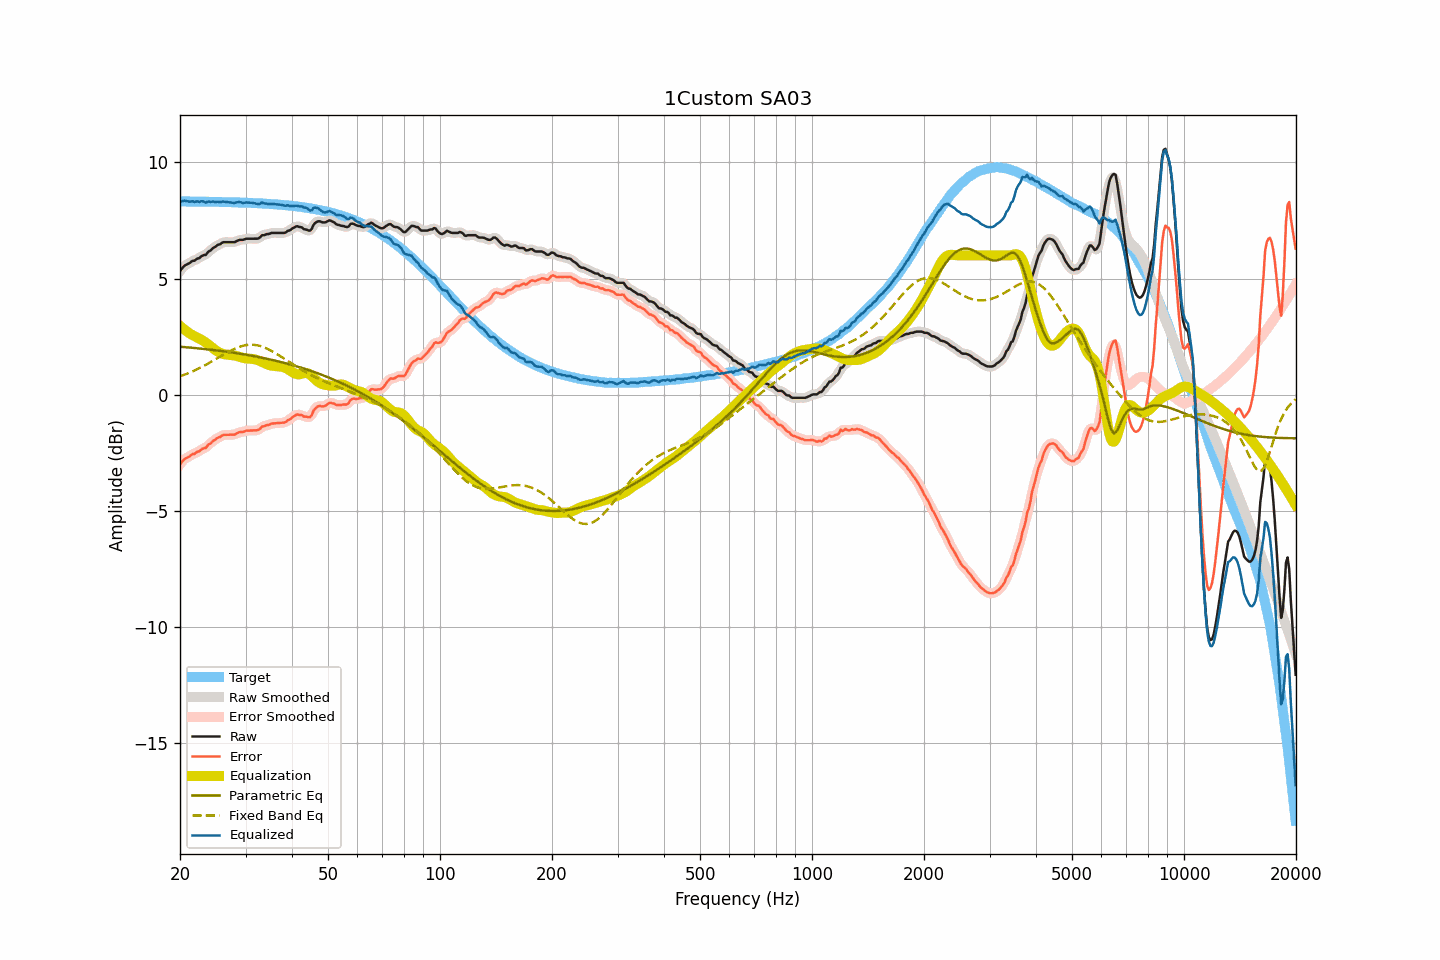 1Custom SA03
Amplitude (dBr)
10
5
0
−5
−10
−15
Target
Raw Smoothed
Error Smoothed
Raw
Error
Equalization
Parametric Eq
Fixed Band Eq
Equalized
20 50 100 200 500 1000 2000 5000 10000 20000
Frequency (Hz)